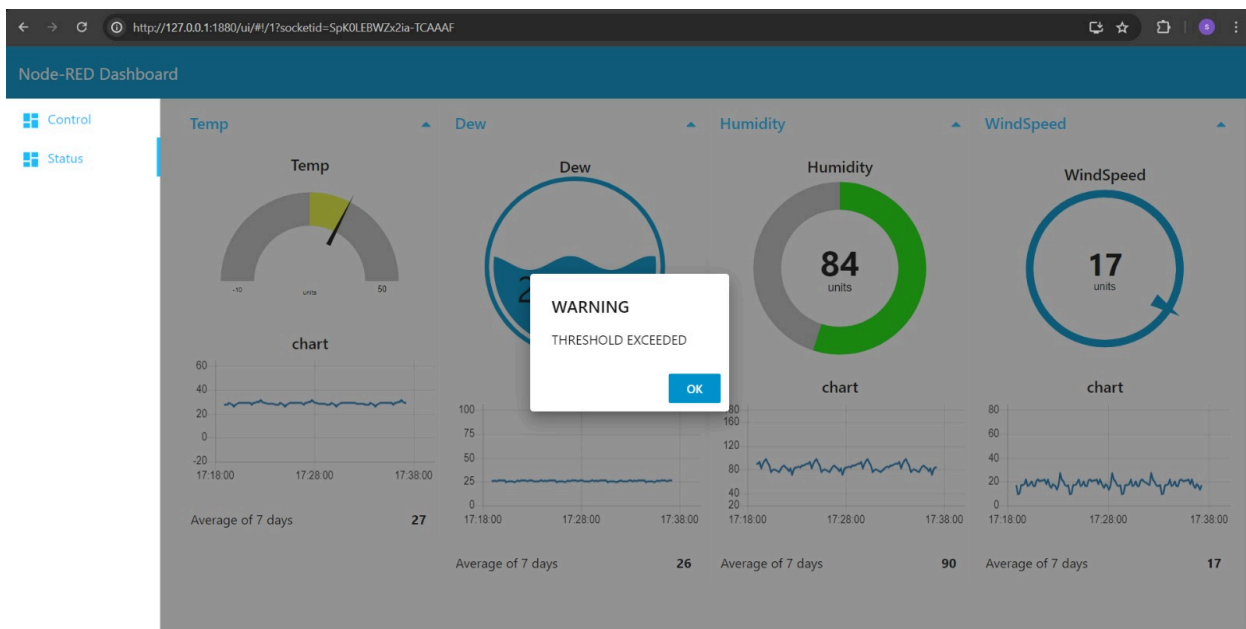 http://127.0.0.1:1880/ui/#!/1?socketid=SpK0LEBWZx2ia-TCAAAF
Node-RED Dashboard
Control
Status
Temp
Temp
-10
units
50
chart
60
40
20
0
-20
17:18:00 17:28:00 17:38:00
Average of 7 days 27
Dew
Dew
100
75
50
25
0
17:18:00 17:28:00 17:38:00
Average of 7 days 26
WARNING
THRESHOLD EXCEEDED
OK
Humidity
Humidity
84
units
chart
160
120
80
40
20
17:18:00 17:28:00 17:38:00
Average of 7 days 90
WindSpeed
WindSpeed
17
units
chart
80
60
40
20
0
17:18:00 17:28:00 17:38:00
Average of 7 days 17